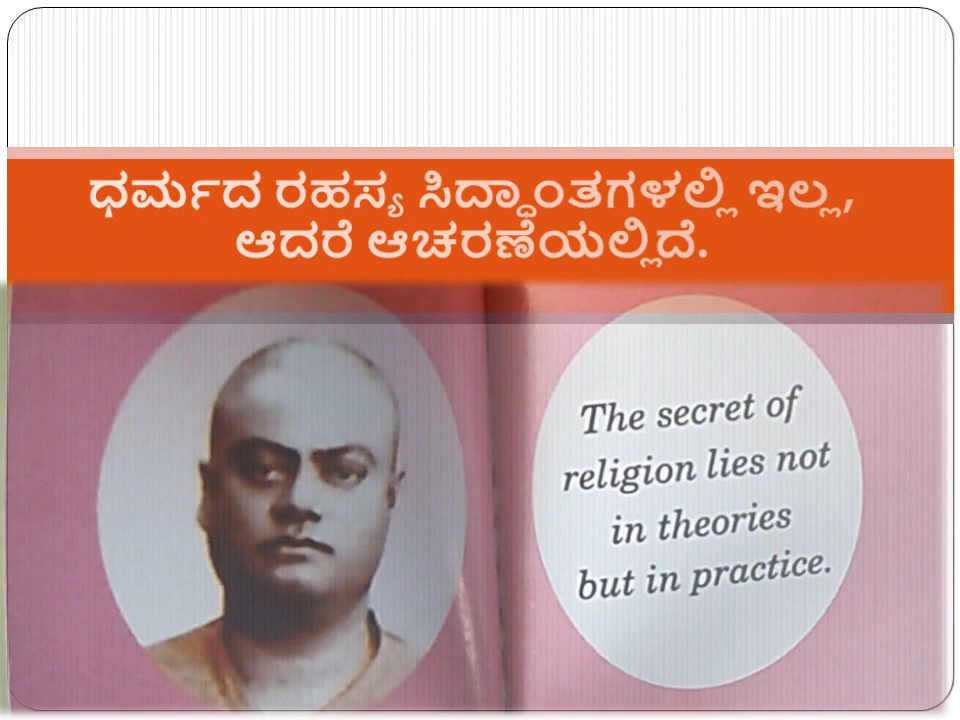 ಧರ್ಮದ ರಹಸ್ಯ ಸಿದ್ಧಾಂತಗಳಲ್ಲಿ ಇಲ್ಲ,
ಆದರೆ ಆಚರಣೆಯಲ್ಲಿದೆ.
The secret of
religion lies not
in theories
but in practice.